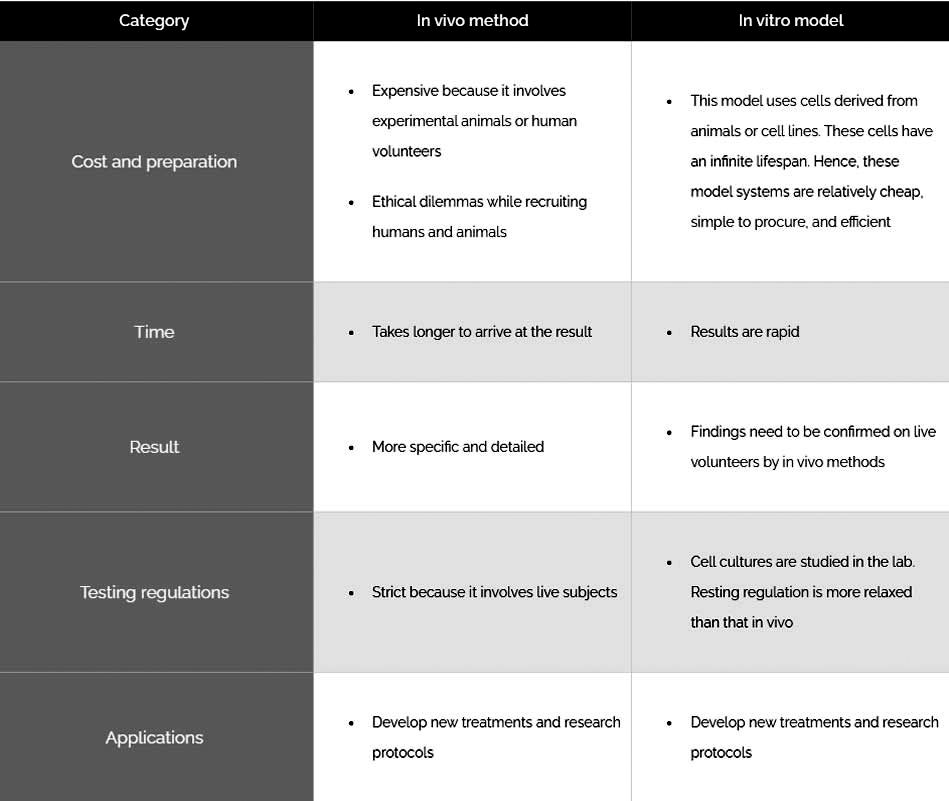 Category In vivo method In vitro model
Cost and preparation
• Expensive because it involves
experimental animals or human
volunteers
• Ethical dilemmas while recruiting
humans and animals
• This model uses cells derived from
animals or cell lines. These cells have
an infinite lifespan. Hence, these
model systems are relatively cheap,
simple to procure, and efficient
Time
• Takes longer to arrive at the result
• Results are rapid
Result
• More specific and detailed
• Findings need to be confirmed on live
volunteers by in vivo methods
Testing regulations
• Strict because it involves live subjects
• Cell cultures are studied in the lab.
Resting regulation is more relaxed
than that in vivo
Applications
• Develop new treatments and research
protocols
• Develop new treatments and research
protocols